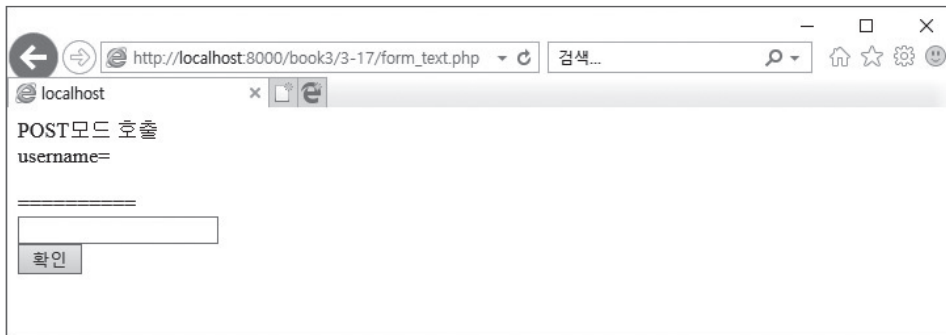 http://localhost:8000/book3/3-17/form_text.php
검색...
localhost
POST모드 호출
username=
==========
확인